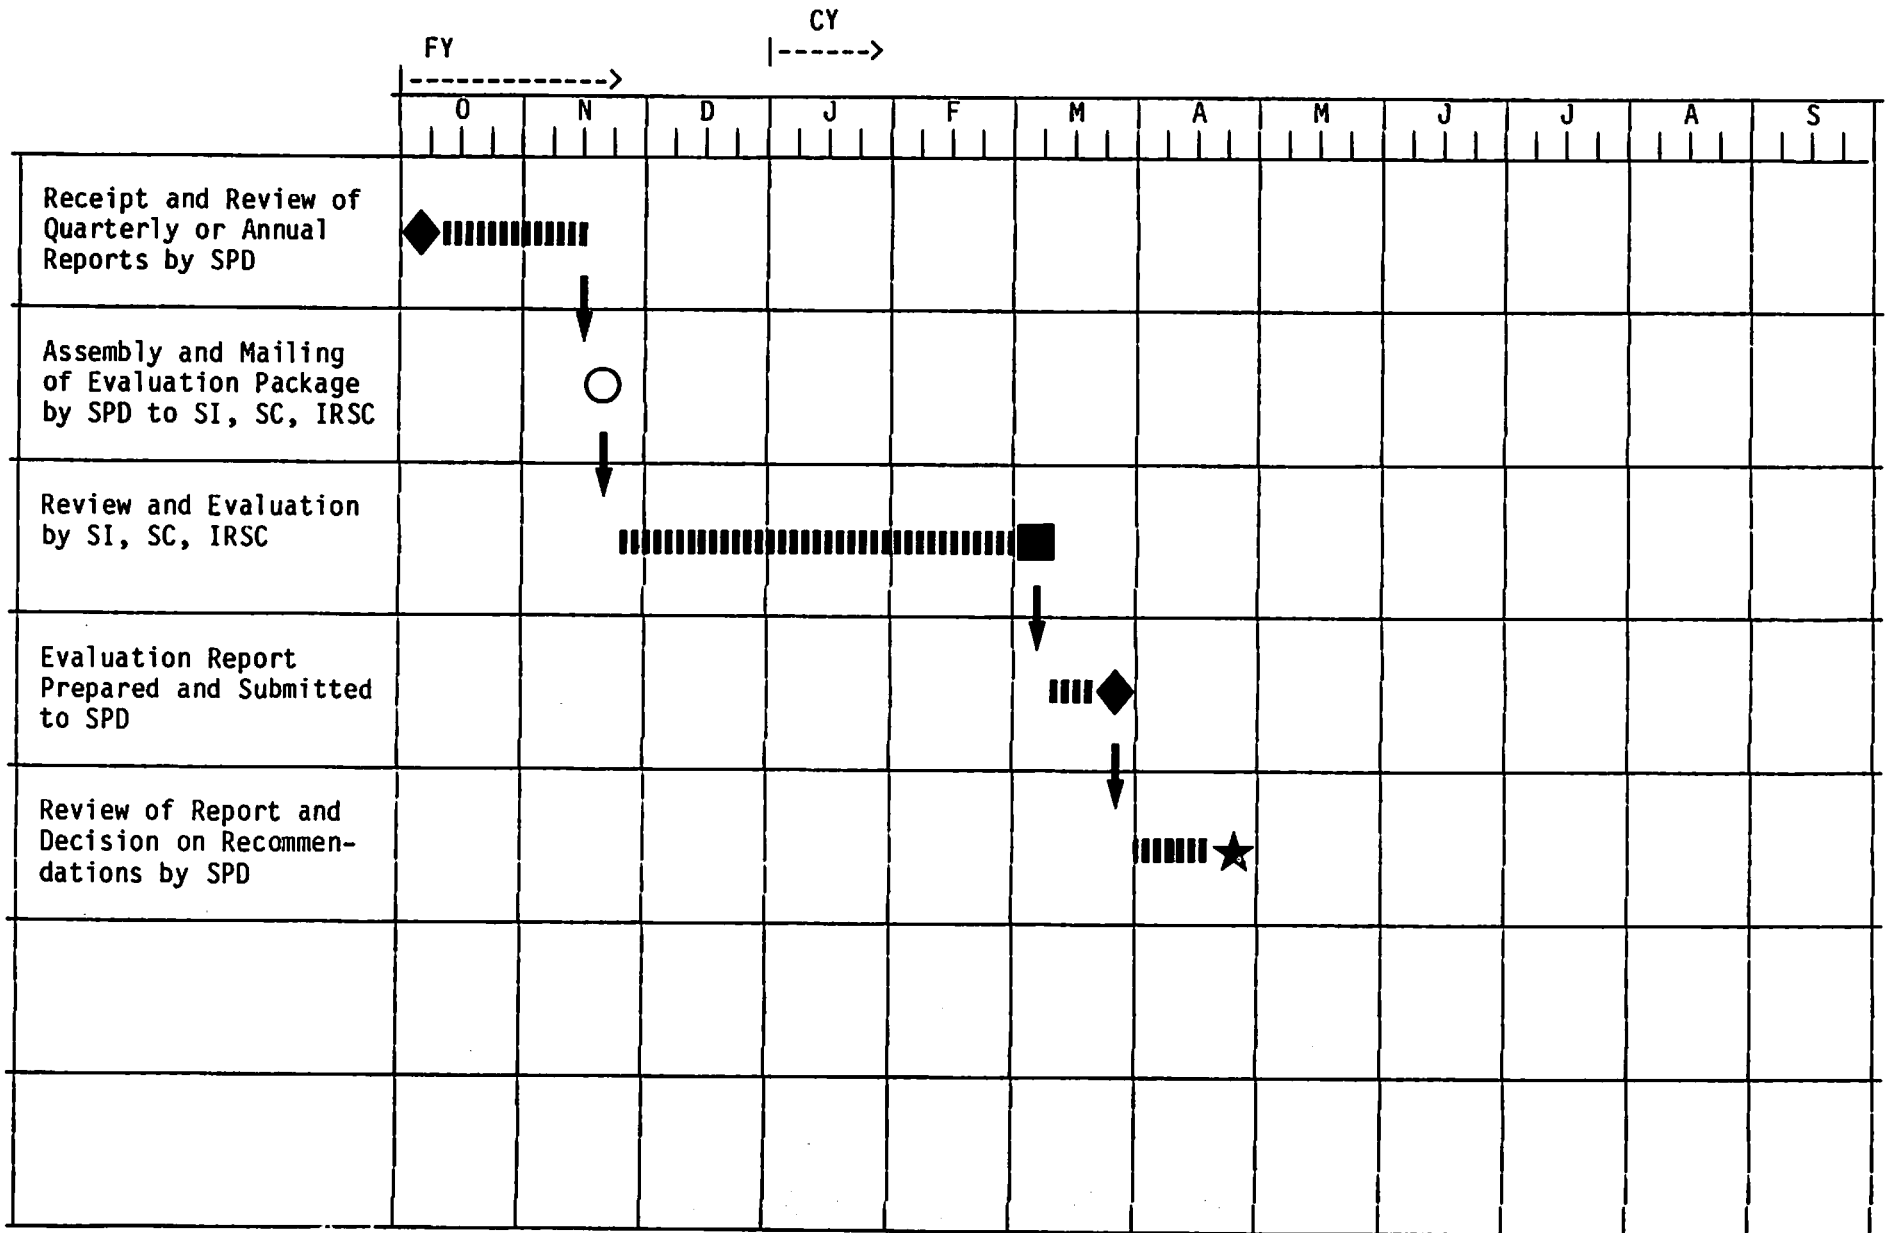 CY
FY
O N D J F M A M J J A S
Receipt and Review of
Quarterly or Annual
Reports by SPD
Assembly and Mailing
of Evaluation Package
by SPD to SI, SC, IRSC
Review and Evaluation
by SI, SC, IRSC
Evaluation Report
Prepared and Submitted
to SPD
Review of Report and
Decision on Recommen-
dations by SPD